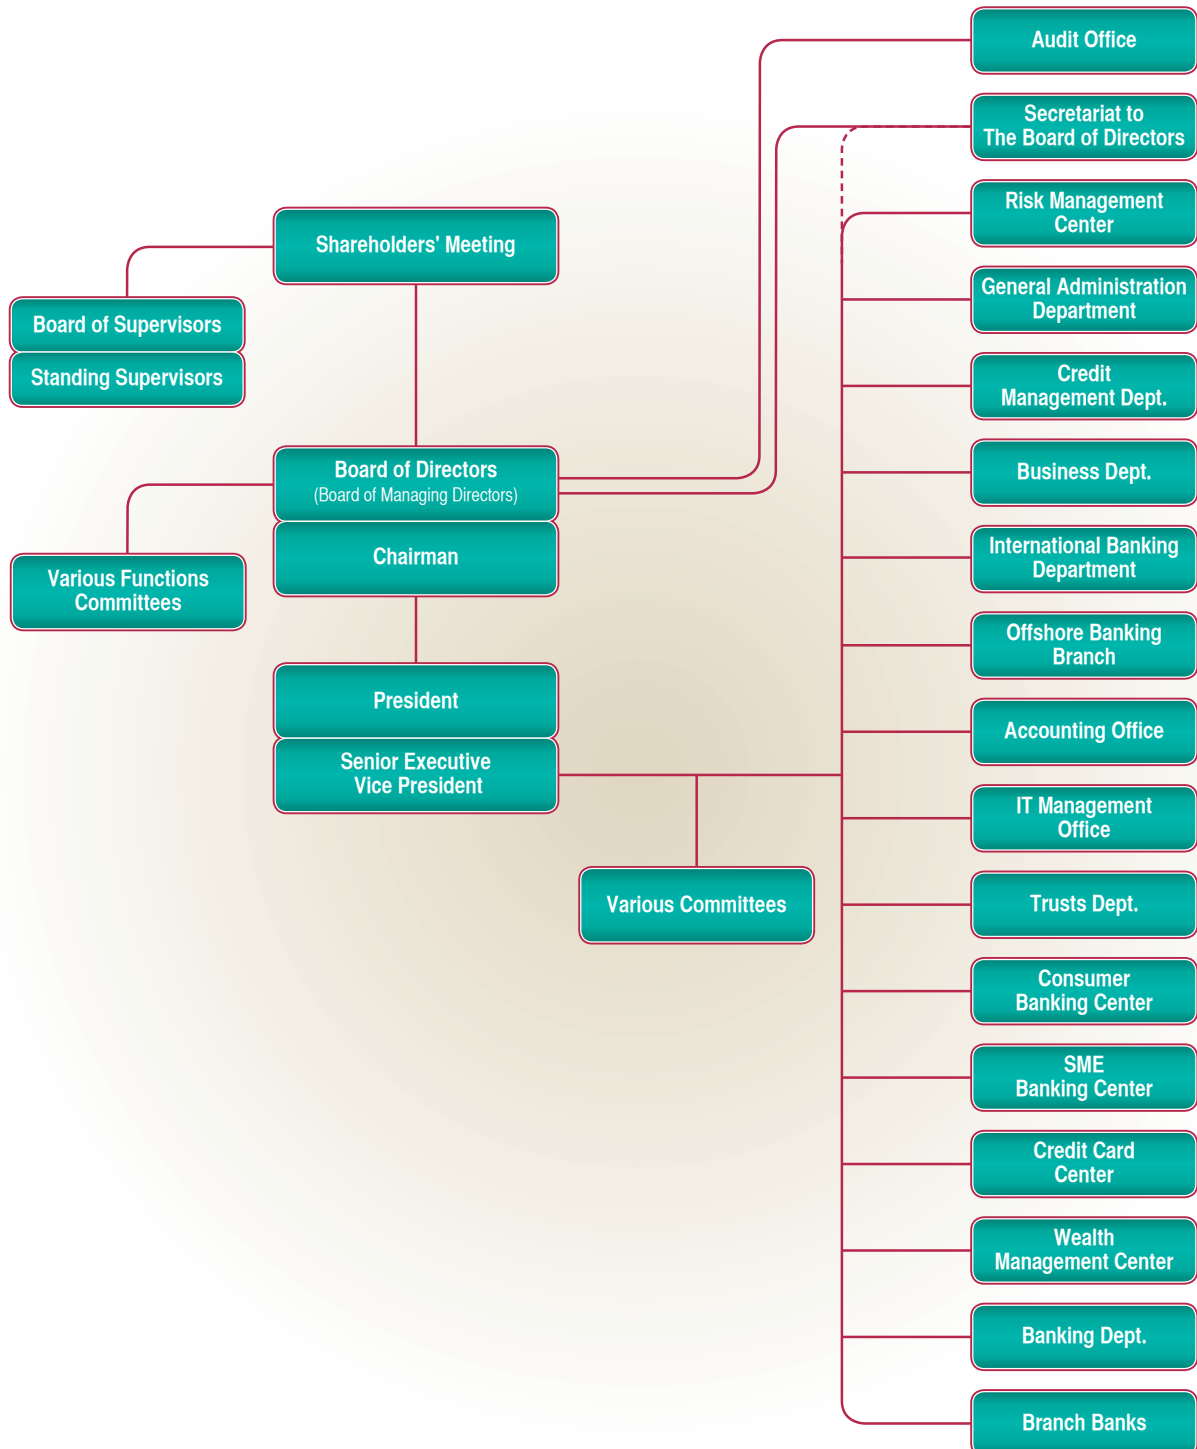 Audit Office
Secretariat to
The Board of Directors
Risk Management
Center
Shareholders' Meeting
General Administration
Department
Board of Supervisors
Standing Supervisors
Credit
Management Dept.
Board of Directors
(Board of Managing Directors)
Business Dept.
Chairman
International Banking
Department
Various Functions
Committees
Offshore Banking
Branch
President
Accounting Office
Senior Executive
Vice President
IT Management
Office
Various Committees
Trusts Dept.
Consumer
Banking Center
SME
Banking Center
Credit Card
Center
Wealth
Management Center
Banking Dept.
Branch Banks